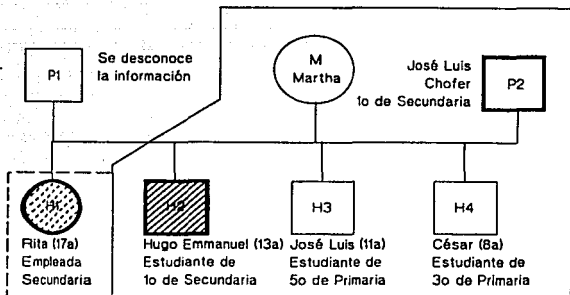 P1
Se desconoce
la información
M
Martha
José Luis
Chofer
1o de Secundaria
P2
H1
Rita (17a)
Empleada
Secundaria
H2
Hugo Emmanuel (13a)
Estudiante de
1o de Secundaria
H3
José Luis (11a)
Estudiante de
5o de Primaria
H4
César (8a)
Estudiante de
3o de Primaria